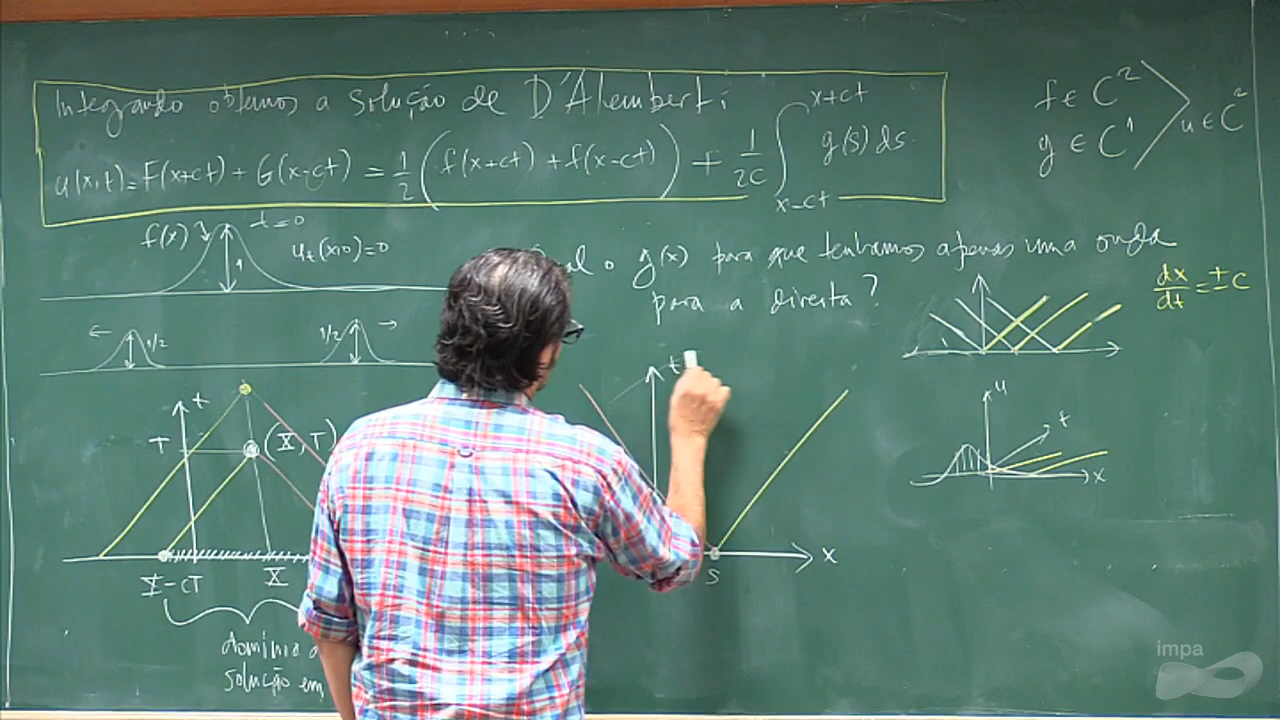 Integrando obtemos a solução de D'Alembert:
u(x,t) = F(x+ct) + G(x-ct) = 1/2 (f(x+ct) + f(x-ct)) + 1/2c ∫_{x-ct}^{x+ct} g(s) ds
f ∈ C²
g ∈ C¹
u ∈ C²
f(x)
t=0
1
u_t(x,0)=0
o g(x) para que tenhamos apenas uma onda
para a direita?
dx/dt = ±c
1/2
1/2
t
T
(X,T)
X-cT
X
domínio
solução em
t
s
x
u
t
x
impa